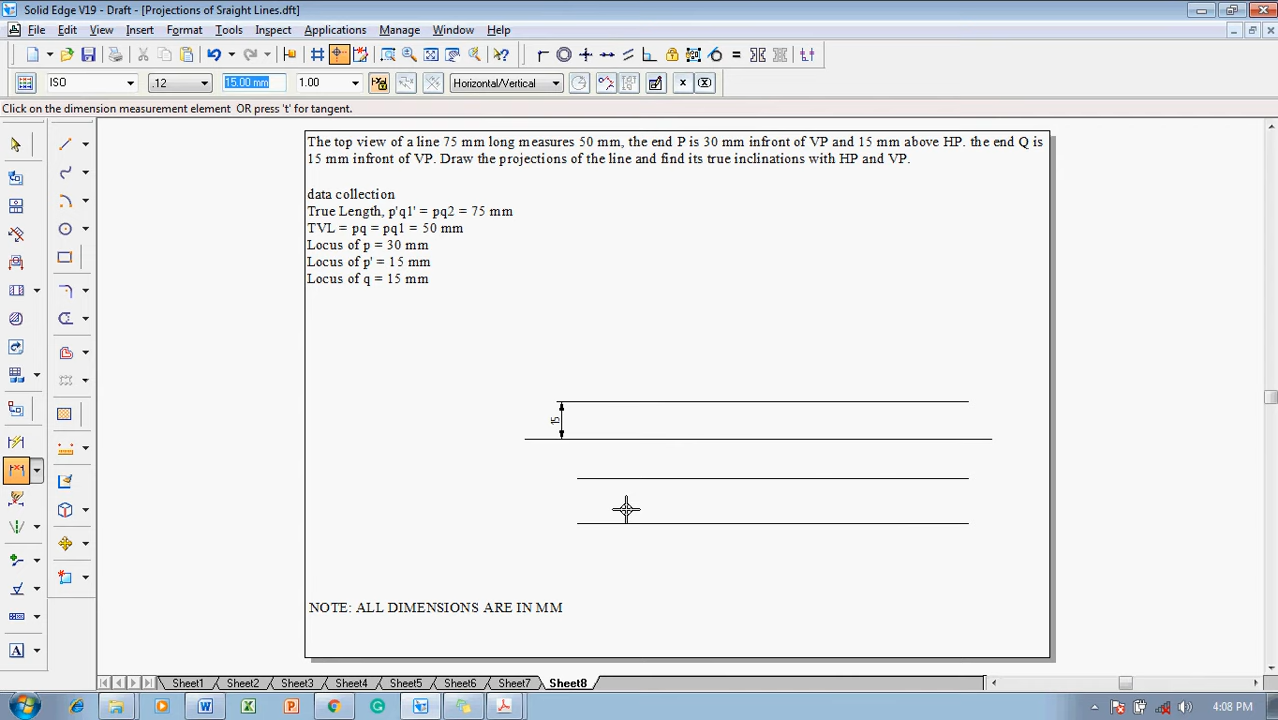 Solid Edge V19 - Draft - [Projections of Sraight Lines.dft]
File Edit View Insert Format Tools Inspect Applications Manage Window Help
ISO .12 15.00 mm 1.00 Horizontal/Vertical
Click on the dimension measurement element OR press 't' for tangent.
The top view of a line 75 mm long measures 50 mm, the end P is 30 mm infront of VP and 15 mm above HP. the end Q is
15 mm infront of VP. Draw the projections of the line and find its true inclinations with HP and VP.
data collection
True Length, p'q1' = pq2 = 75 mm
TVL = pq = pq1 = 50 mm
Locus of p = 30 mm
Locus of p' = 15 mm
Locus of q = 15 mm
15
NOTE: ALL DIMENSIONS ARE IN MM
Sheet1 Sheet2 Sheet3 Sheet4 Sheet5 Sheet6 Sheet7 Sheet8
4:08 PM